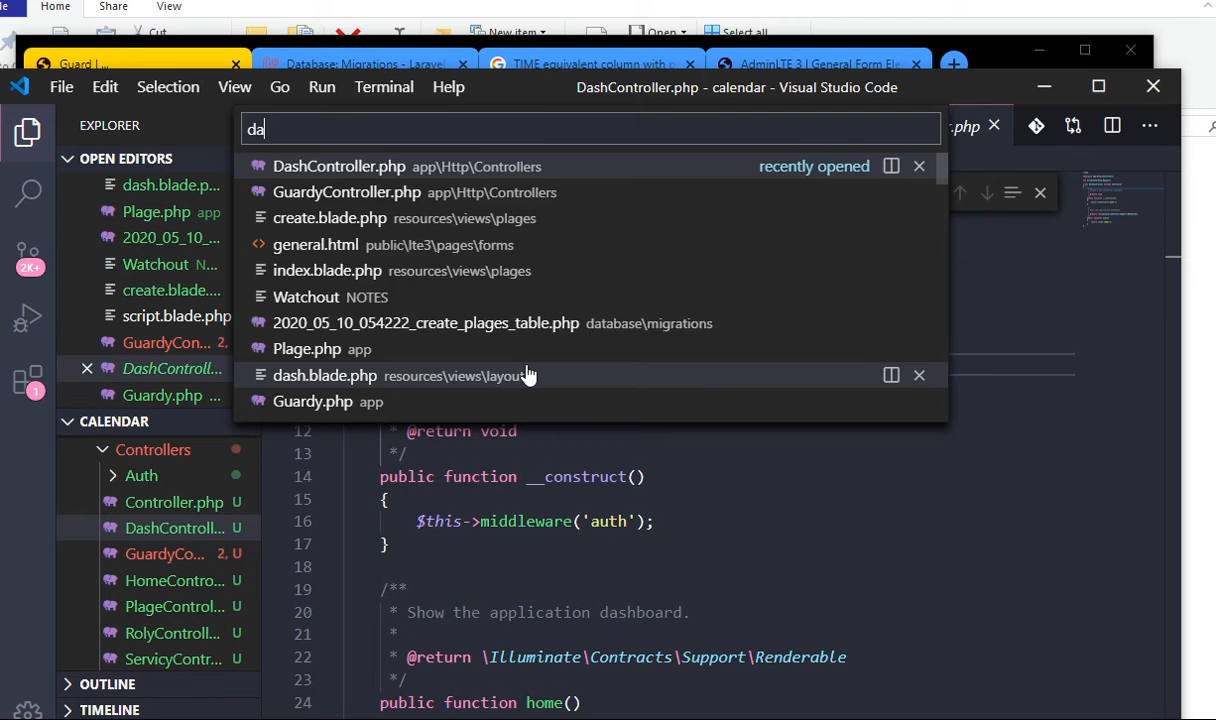 Home Share View
Cut New item Open Select all
Guard |... Database: Migrations - Laravel TIME equivalent column with p AdminLTE 3 | General Form Ele
File Edit Selection View Go Run Terminal Help DashController.php - calendar - Visual Studio Code
EXPLORER
da
.php
OPEN EDITORS
DashController.php app\Http\Controllers recently opened
dash.blade.p...
GuardyController.php app\Http\Controllers
Plage.php app
create.blade.php resources\views\plages
2020_05_10_...
general.html public\lte3\pages\forms
Watchout N...
index.blade.php resources\views\plages
2K+
create.blade....
Watchout NOTES
script.blade.php
2020_05_10_054222_create_plages_table.php database\migrations
GuardyCon... 2,
Plage.php app
DashControll...
dash.blade.php resources\views\layout
1
Guardy.php app
Guardy.php app
CALENDAR
12 * @return void
Controllers
13 */
Auth
14 public function __construct()
Controller.php U
15 {
DashControll... U
16 $this->middleware('auth');
GuardyCo... 2, U
17 }
HomeContro... U
18
19 /**
PlageControl... U
20 * Show the application dashboard.
RolyControll... U
21 *
ServicyContr... U
22 * @return \Illuminate\Contracts\Support\Renderable
OUTLINE
23 */
TIMELINE
24 public function home()